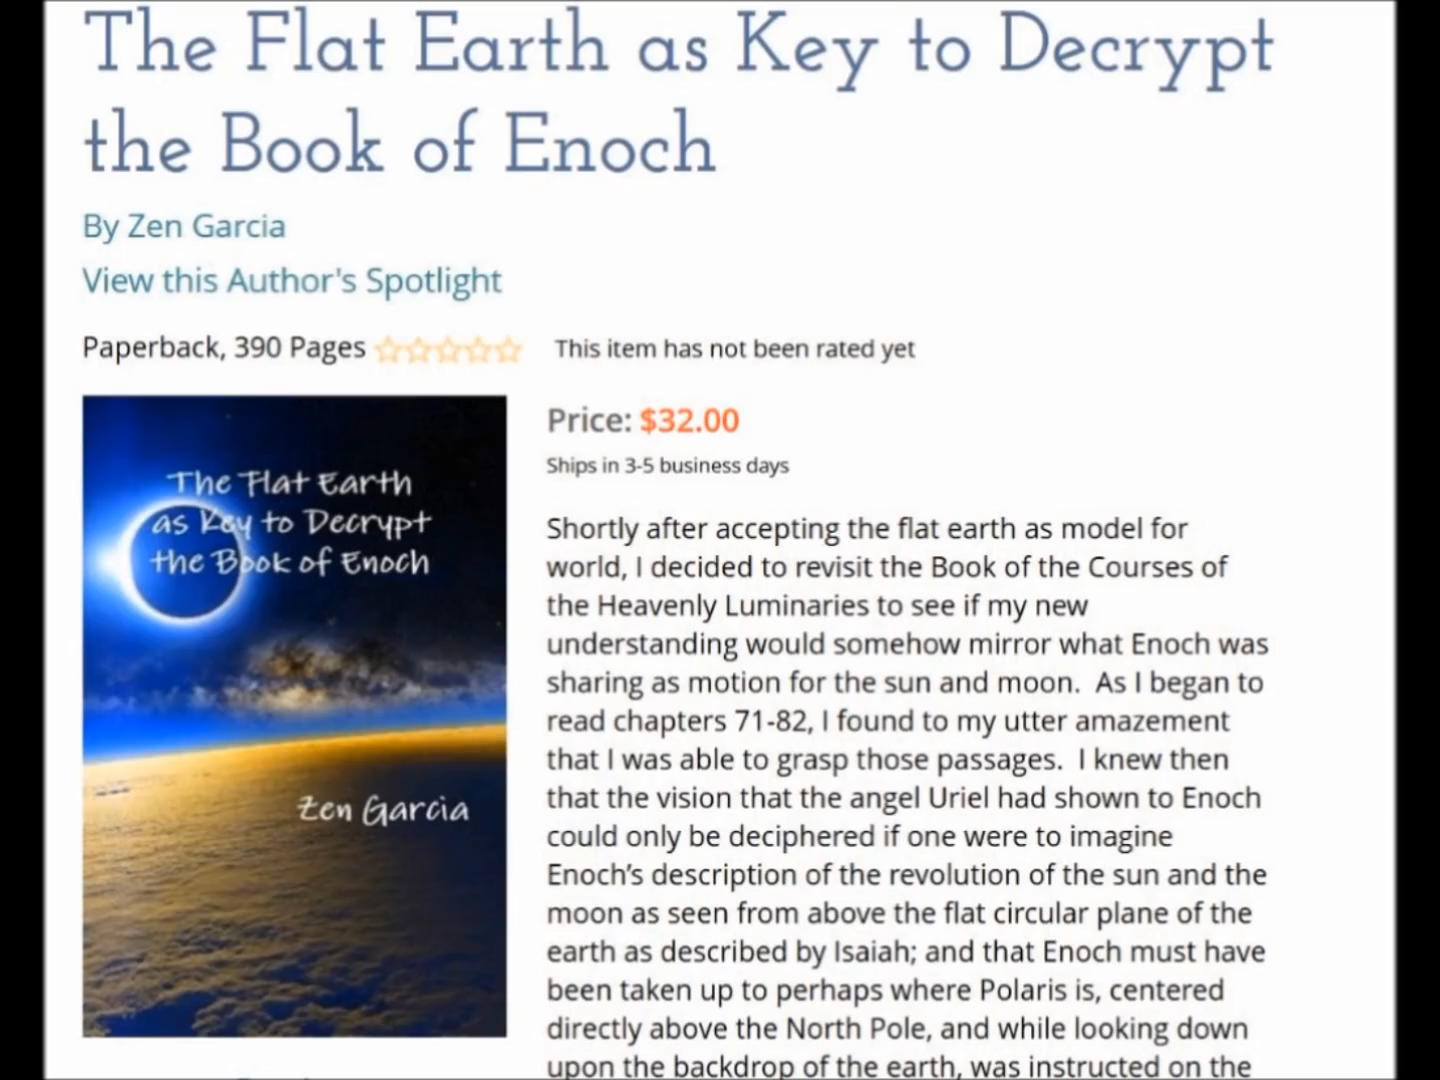 The Flat Earth as Key to Decrypt
the Book of Enoch
By Zen Garcia
View this Author's Spotlight
Paperback, 390 Pages
This item has not been rated yet
The Flat Earth
as Key to Decrypt
the Book of Enoch
Zen Garcia
Price: $32.00
Ships in 3-5 business days
Shortly after accepting the flat earth as model for
world, I decided to revisit the Book of the Courses of
the Heavenly Luminaries to see if my new
understanding would somehow mirror what Enoch was
sharing as motion for the sun and moon.  As I began to
read chapters 71-82, I found to my utter amazement
that I was able to grasp those passages.  I knew then
that the vision that the angel Uriel had shown to Enoch
could only be deciphered if one were to imagine
Enoch’s description of the revolution of the sun and the
moon as seen from above the flat circular plane of the
earth as described by Isaiah; and that Enoch must have
been taken up to perhaps where Polaris is, centered
directly above the North Pole, and while looking down
upon the backdrop of the earth, was instructed on the